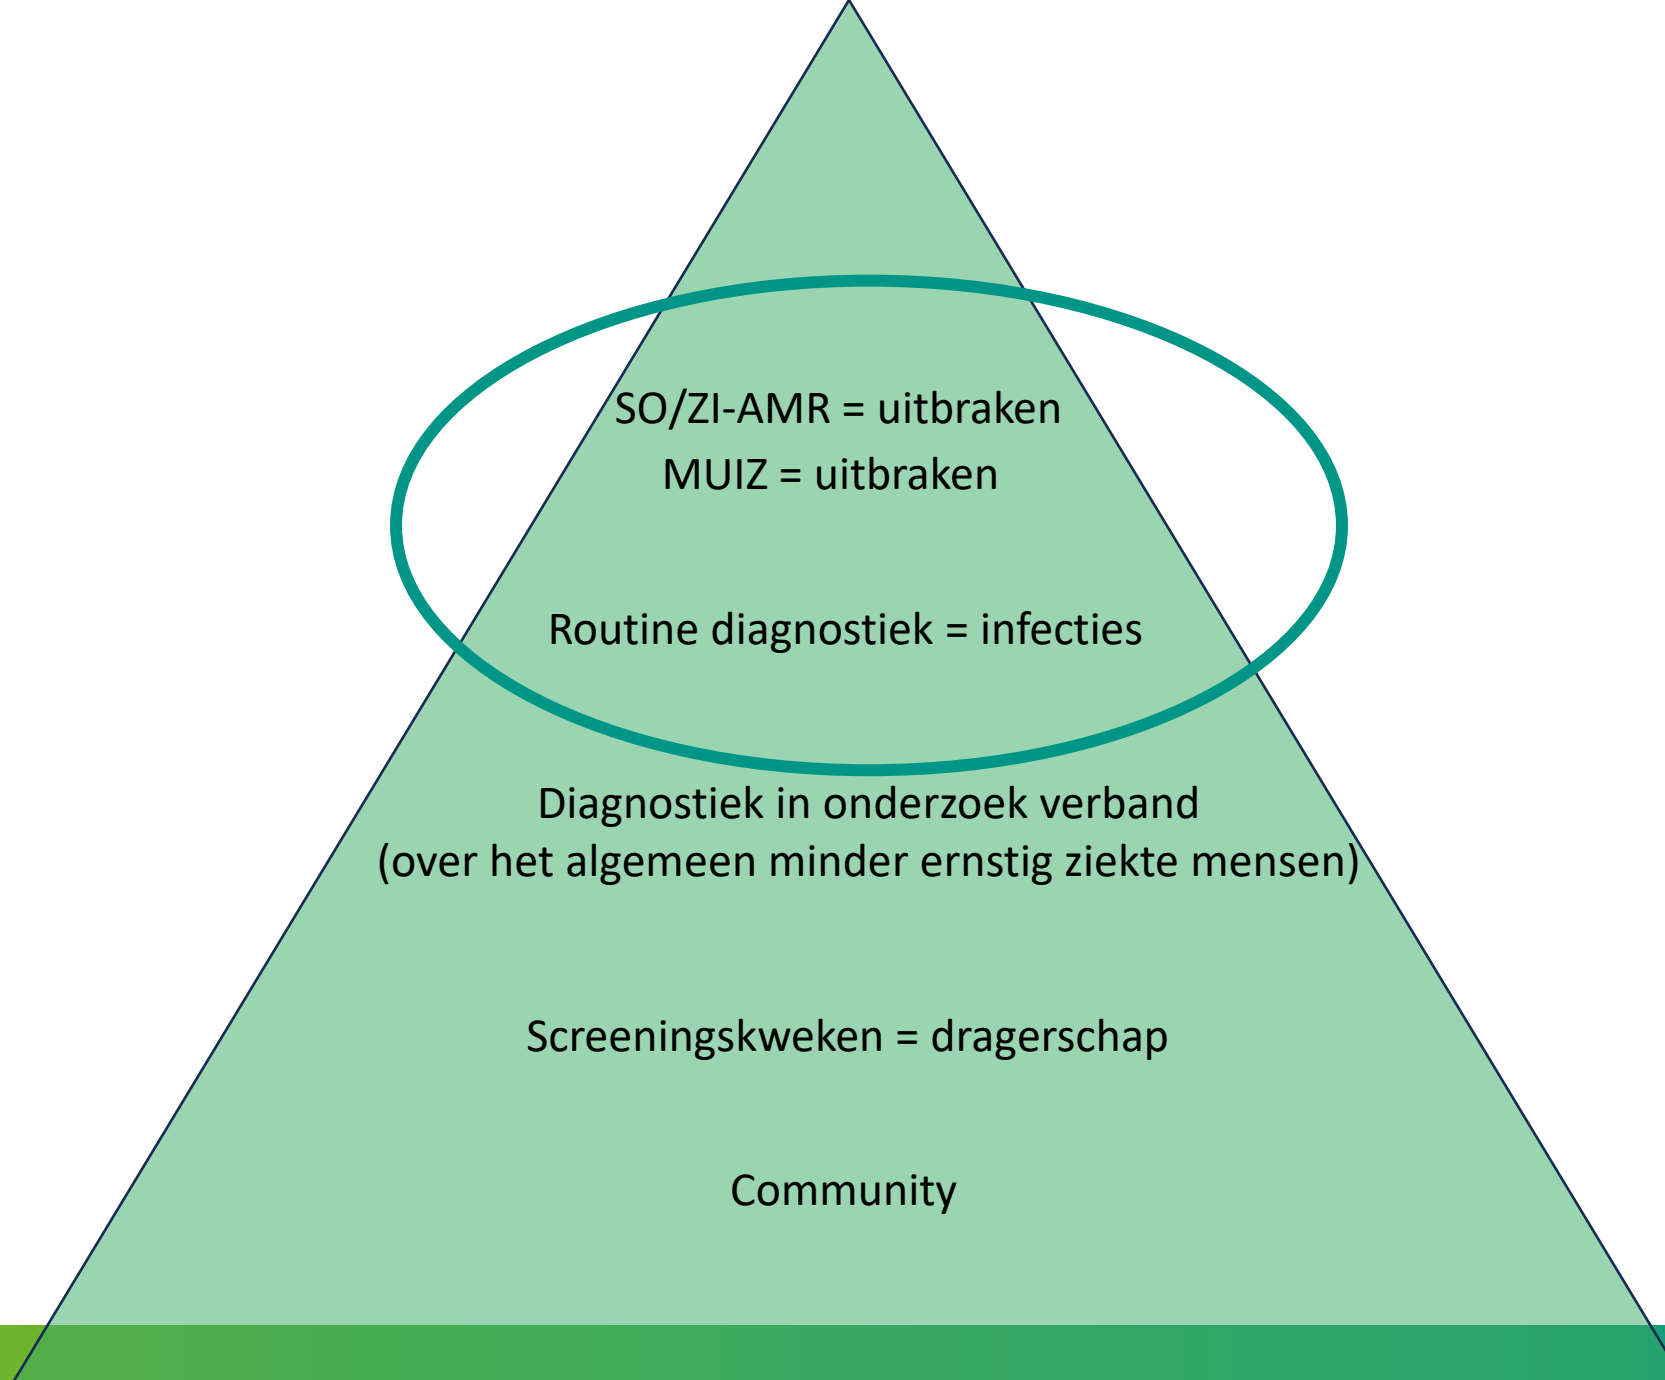 SO/ZI-AMR = uitbraken
MUIZ = uitbraken
Routine diagnostiek = infecties
Diagnostiek in onderzoek verband
(over het algemeen minder ernstig ziekte mensen)
Screeningskweken = dragerschap
Community